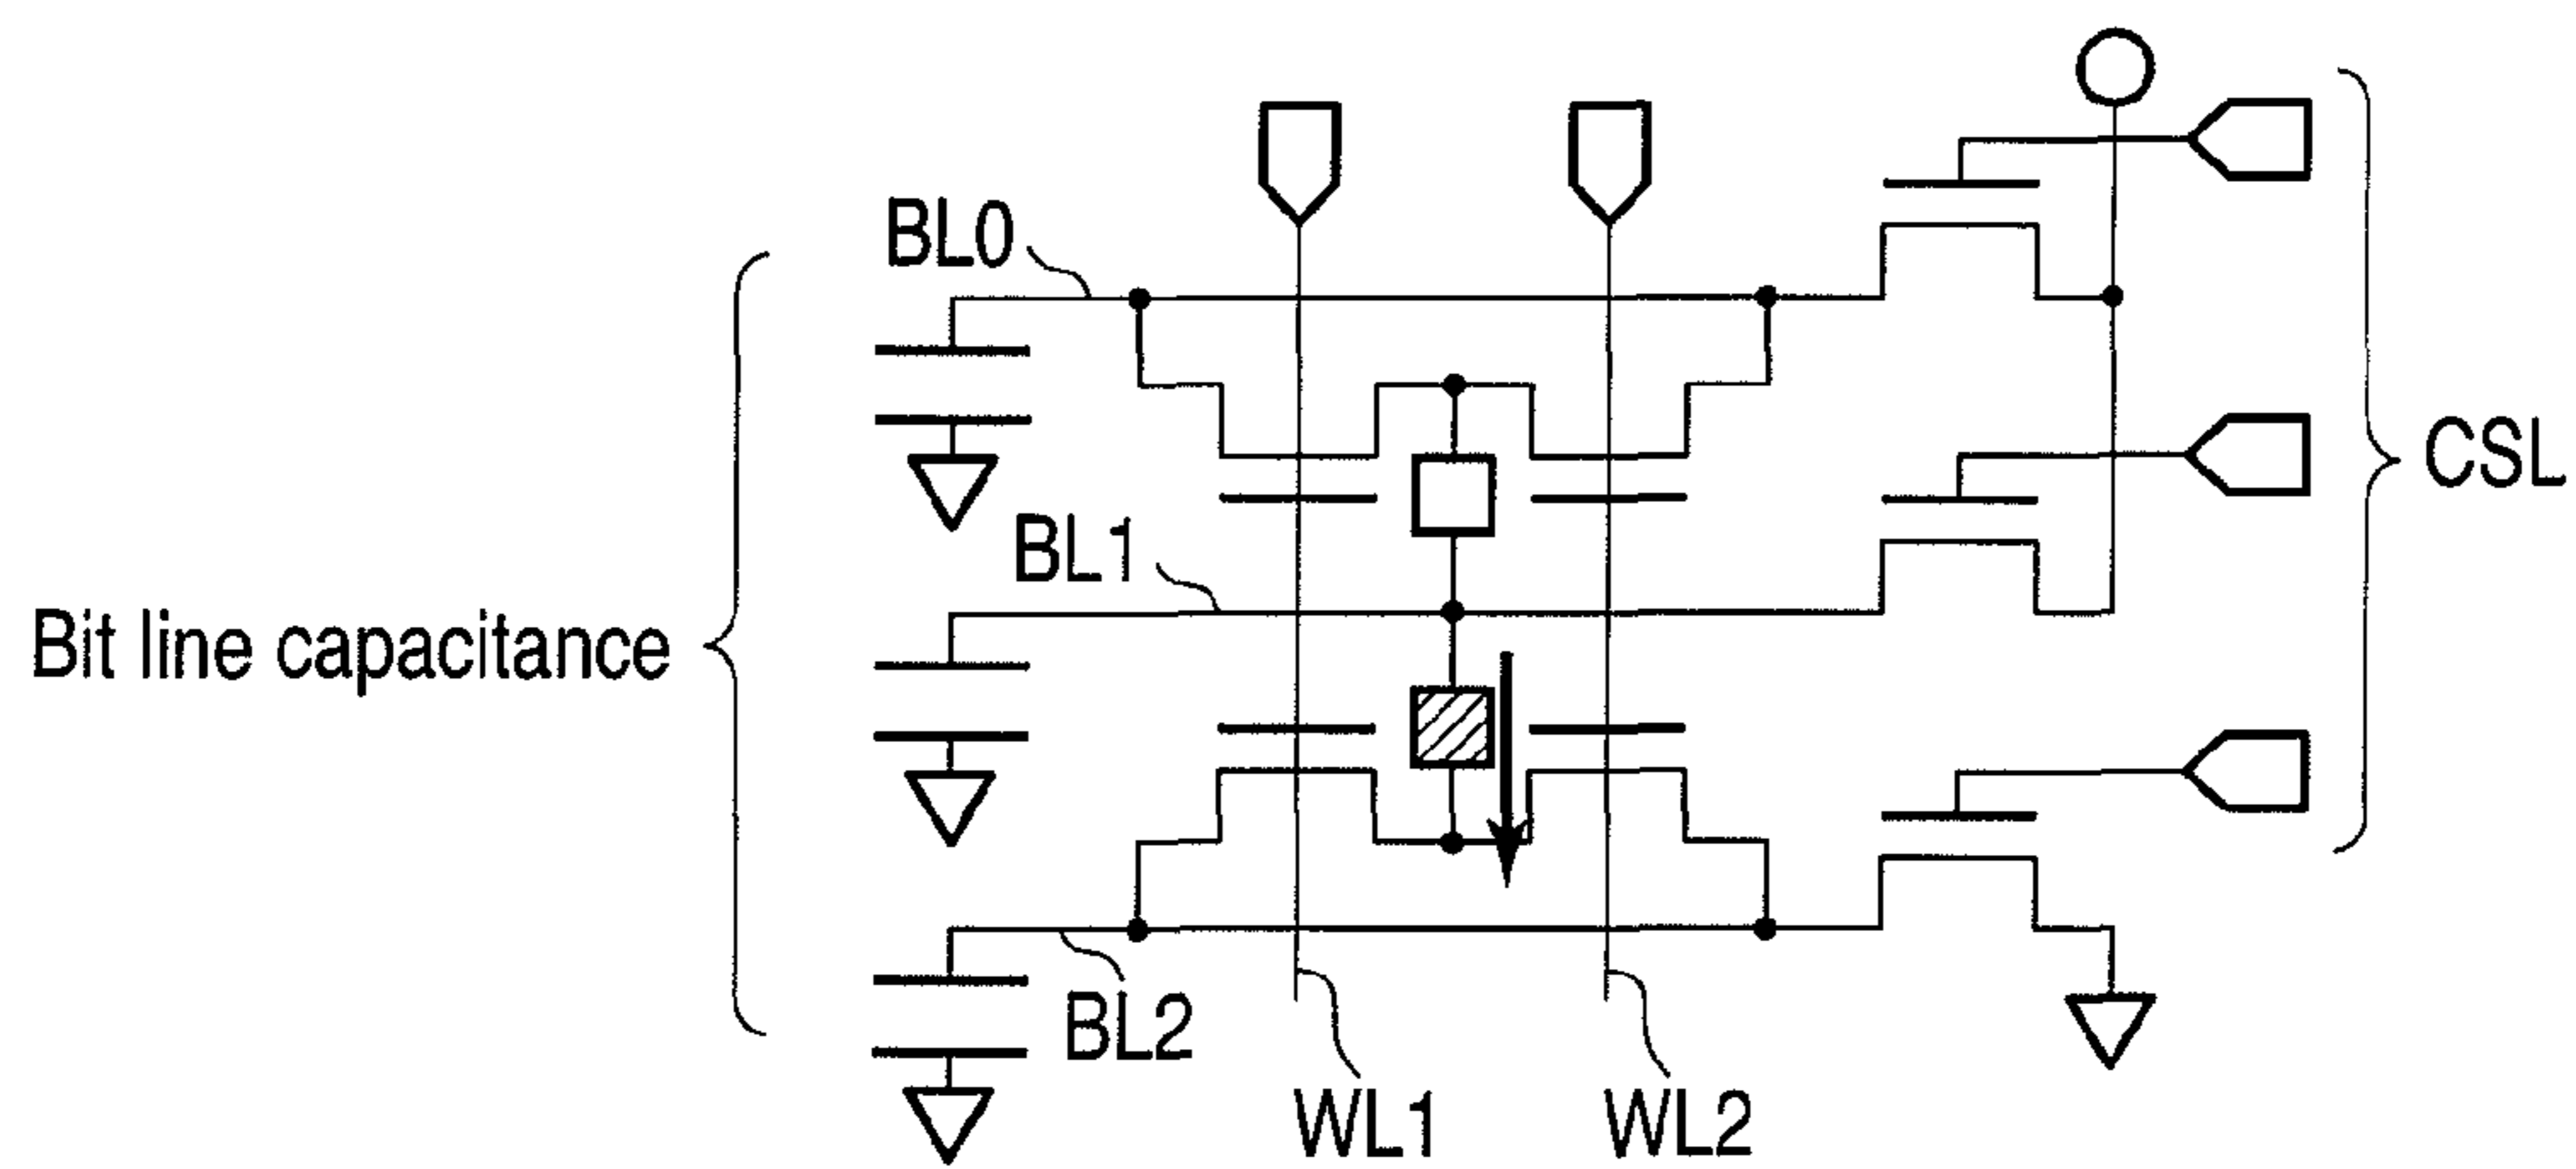 BL0
BL1
CSL
Bit line capacitance
BL2
WL1
WL2